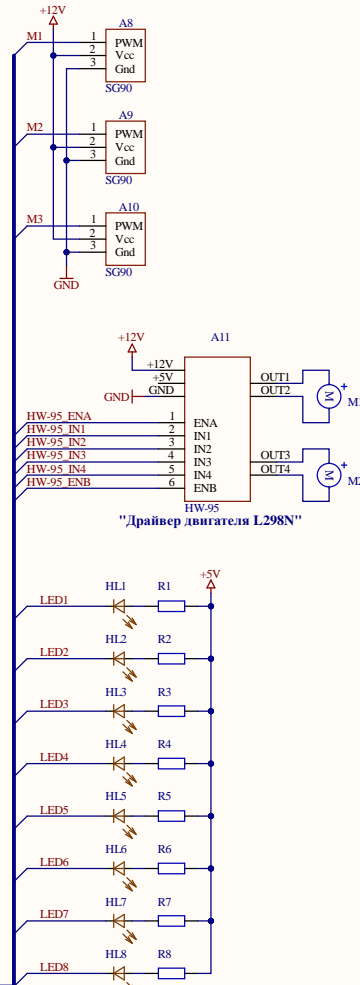 +12V
M1
A8
1 PWM
2 Vcc
3 Gnd
SG90
M2
A9
1 PWM
2 Vcc
3 Gnd
SG90
M3
A10
1 PWM
2 Vcc
3 Gnd
SG90
GND
+12V
A11
+12V
+5V
GND GND
OUT1
OUT2
M
+
M1
HW-95_ENA 1 ENA
HW-95_IN1 2 IN1
HW-95_IN2 3 IN2
HW-95_IN3 4 IN3
HW-95_IN4 5 IN4
HW-95_ENB 6 ENB
OUT3
OUT4
M
+
M2
HW-95
"Драйвер двигателя L298N"
+5V
LED1 HL1 R1
LED2 HL2 R2
LED3 HL3 R3
LED4 HL4 R4
LED5 HL5 R5
LED6 HL6 R6
LED7 HL7 R7
LED8 HL8 R8